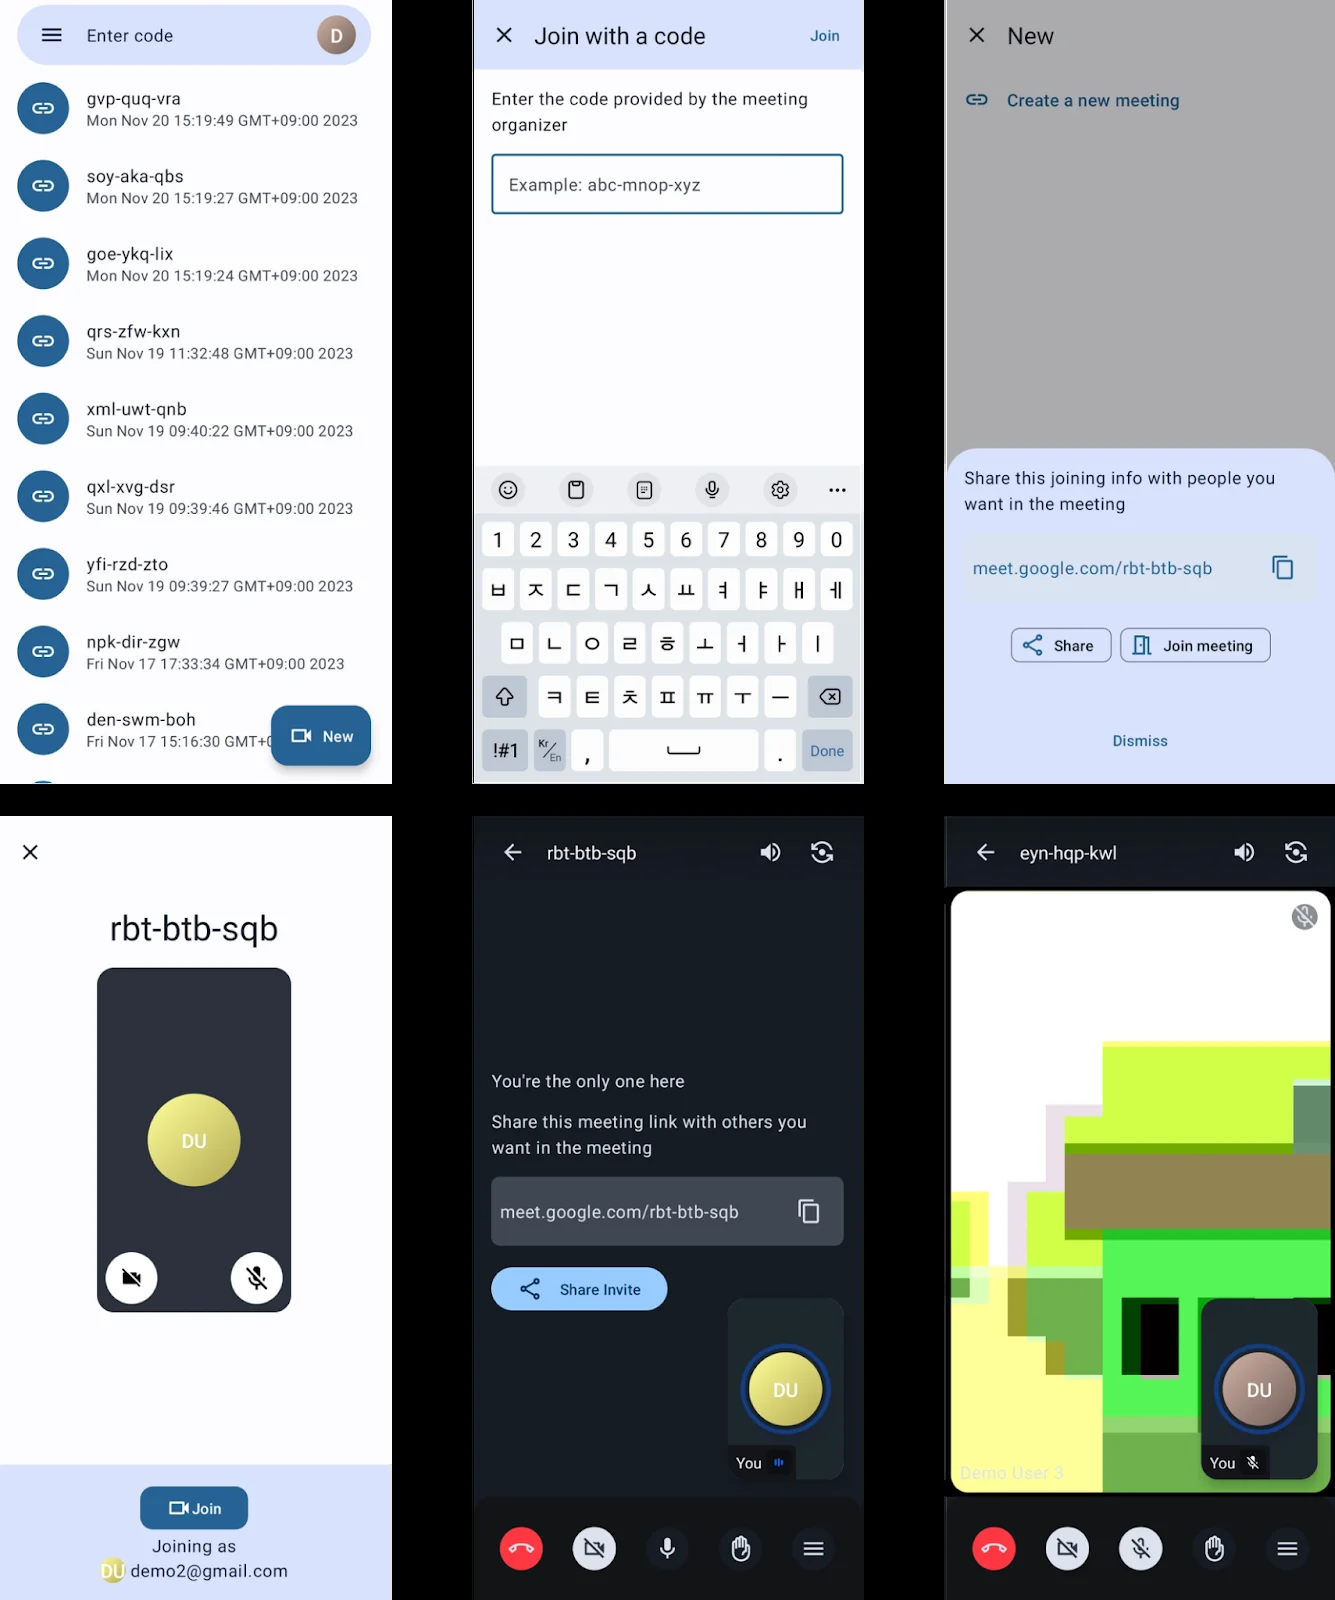 Enter code
D
gvp-quq-vra
Mon Nov 20 15:19:49 GMT+09:00 2023
soy-aka-qbs
Mon Nov 20 15:19:27 GMT+09:00 2023
goe-ykq-lix
Mon Nov 20 15:19:24 GMT+09:00 2023
qrs-zfw-kxn
Sun Nov 19 11:32:48 GMT+09:00 2023
xml-uwt-qnb
Sun Nov 19 09:40:22 GMT+09:00 2023
qxl-xvg-dsr
Sun Nov 19 09:39:46 GMT+09:00 2023
yfi-rzd-zto
Sun Nov 19 09:39:27 GMT+09:00 2023
npk-dir-zgw
Fri Nov 17 17:33:34 GMT+09:00 2023
den-swm-boh
Fri Nov 17 15:16:30 GMT+0
New
Join with a code
Join
Enter the code provided by the meeting
organizer
Example: abc-mnop-xyz
1 2 3 4 5 6 7 8 9 0
ㅂ ㅈ ㄷ ㄱ ㅅ ㅛ ㅕ ㅑ ㅐ ㅔ
ㅁ ㄴ ㅇ ㄹ ㅎ ㅗ ㅓ ㅏ ㅣ
ㅋ ㅌ ㅊ ㅍ ㅠ ㅜ ㅡ
!#1 Kr/En , . Done
New
Create a new meeting
Share this joining info with people you
want in the meeting
meet.google.com/rbt-btb-sqb
Share
Join meeting
Dismiss
rbt-btb-sqb
DU
Join
Joining as
DU demo2@gmail.com
rbt-btb-sqb
You're the only one here
Share this meeting link with others you
want in the meeting
meet.google.com/rbt-btb-sqb
Share Invite
DU
You
eyn-hqp-kwl
DU
You
Demo User 3